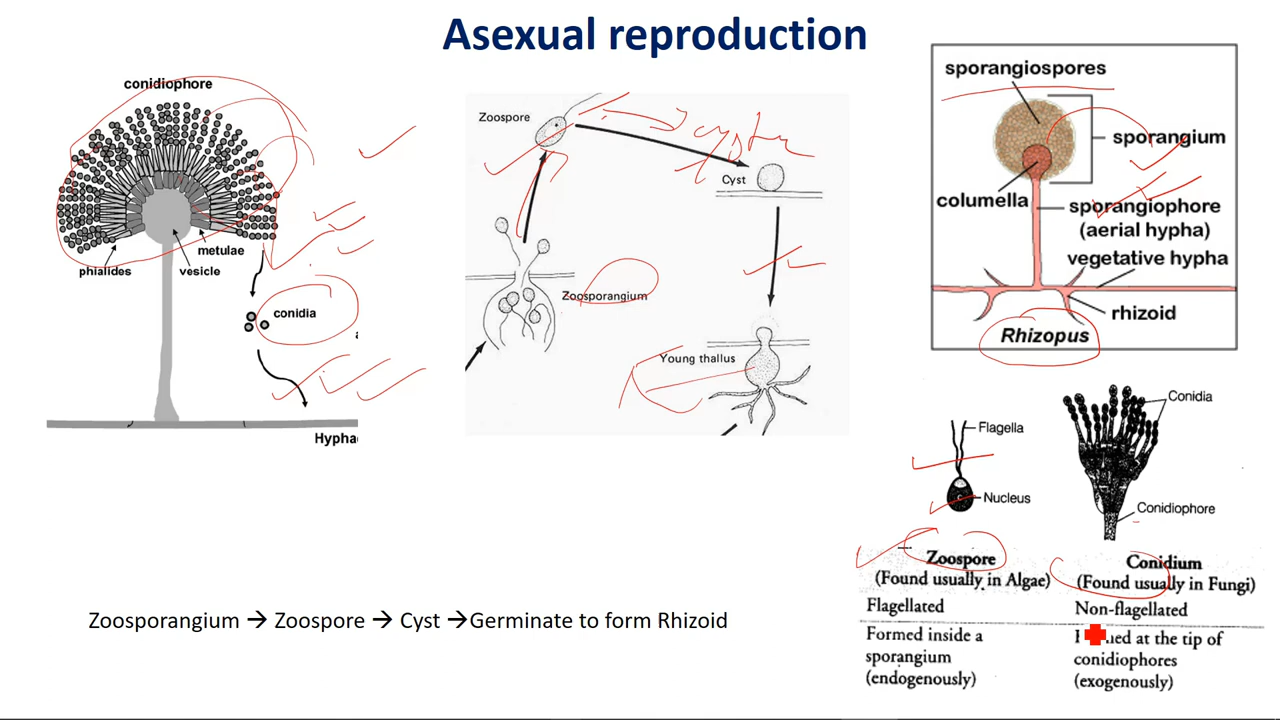 Asexual reproduction
conidiophore
phialides
vesicle
metulae
conidia
Hypha
Zoospore
Cyst
Zoosporangium
Young thallus
sporangiospores
sporangium
columella
sporangiophore
(aerial hypha)
vegetative hypha
rhizoid
Rhizopus
Flagella
Nucleus
Conidia
Conidiophore
Zoospore
(Found usually in Algae)
Flagellated
Formed inside a
sporangium
(endogenously)
Conidium
(Found usually in Fungi)
Non-flagellated
at the tip of
conidiophores
(exogenously)
Zoosporangium → Zoospore → Cyst →Germinate to form Rhizoid